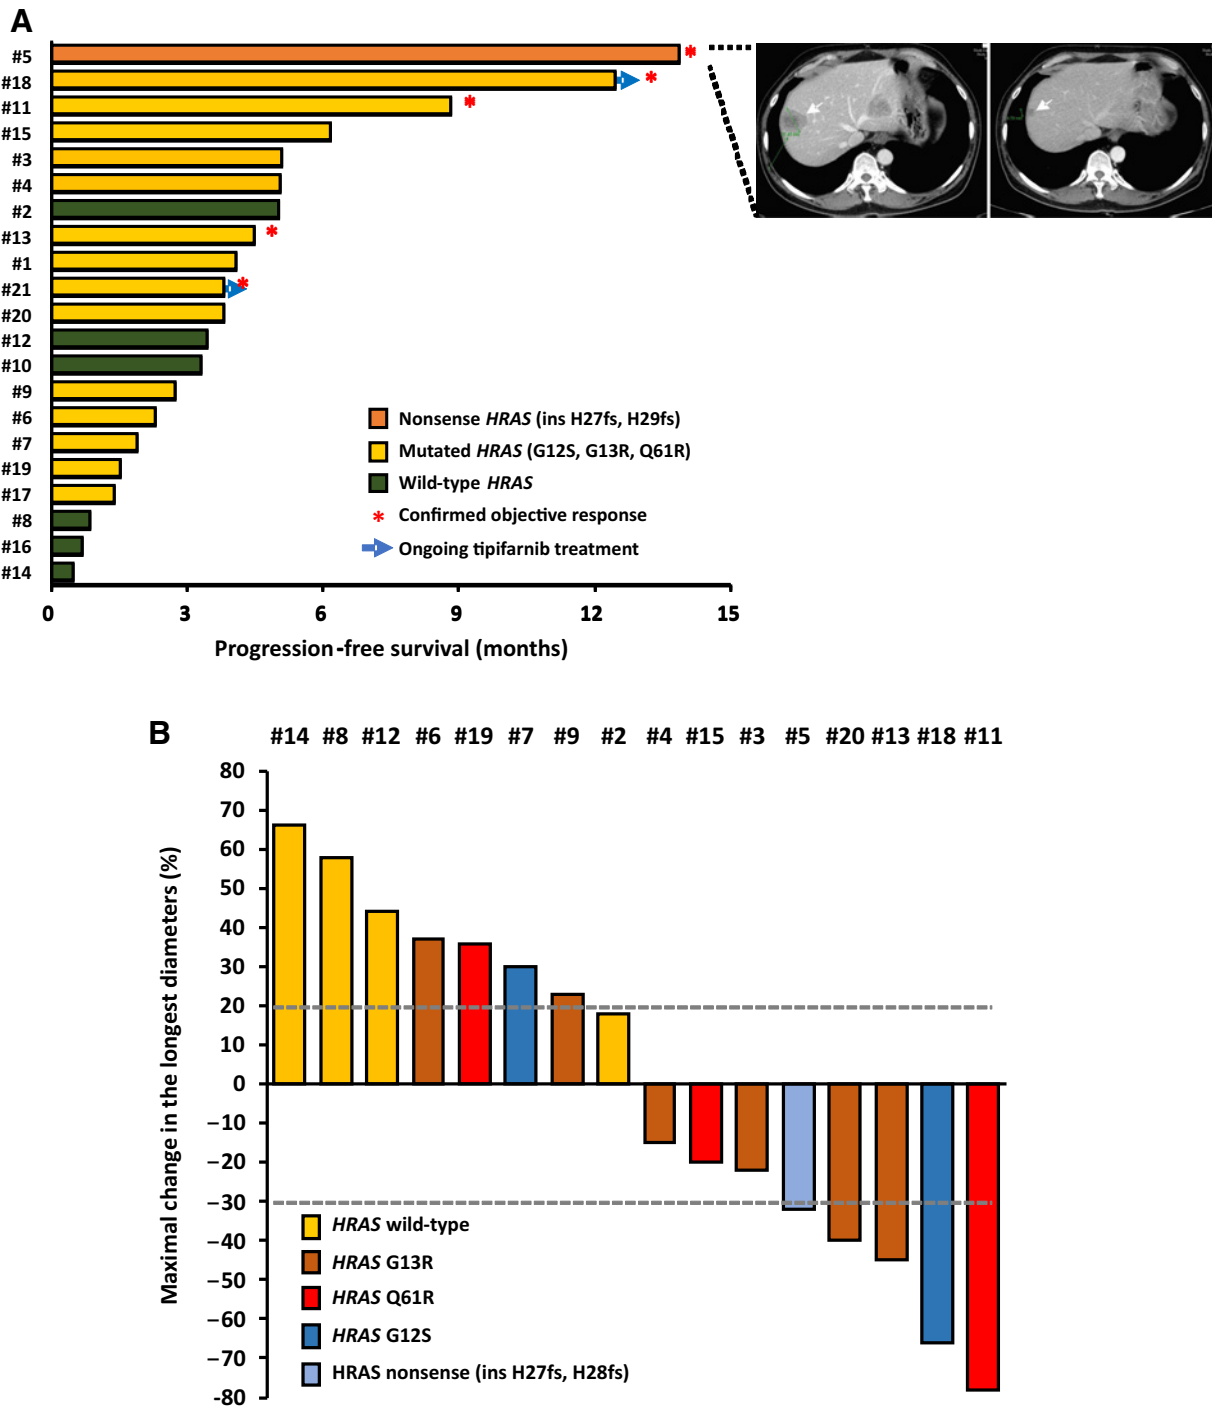 A
#5
#18
#11
#15
#3
#4
#2
#13
#1
#21
#20
#12
#10
#9
#6
#7
#19
#17
#8
#16
#14
*
*
*
*
*
Nonsense HRAS (ins H27fs, H29fs)
Mutated HRAS (G12S, G13R, Q61R)
Wild-type HRAS
* Confirmed objective response
Ongoing tipifarnib treatment
0 3 6 9 12 15
Progression-free survival (months)
B
#14 #8 #12 #6 #19 #7 #9 #2 #4 #15 #3 #5 #20 #13 #18 #11
80
70
60
50
40
30
20
10
0
−10
−20
−30
−40
−50
−60
−70
-80
Maximal change in the longest diameters (%)
HRAS wild-type
HRAS G13R
HRAS Q61R
HRAS G12S
HRAS nonsense (ins H27fs, H28fs)